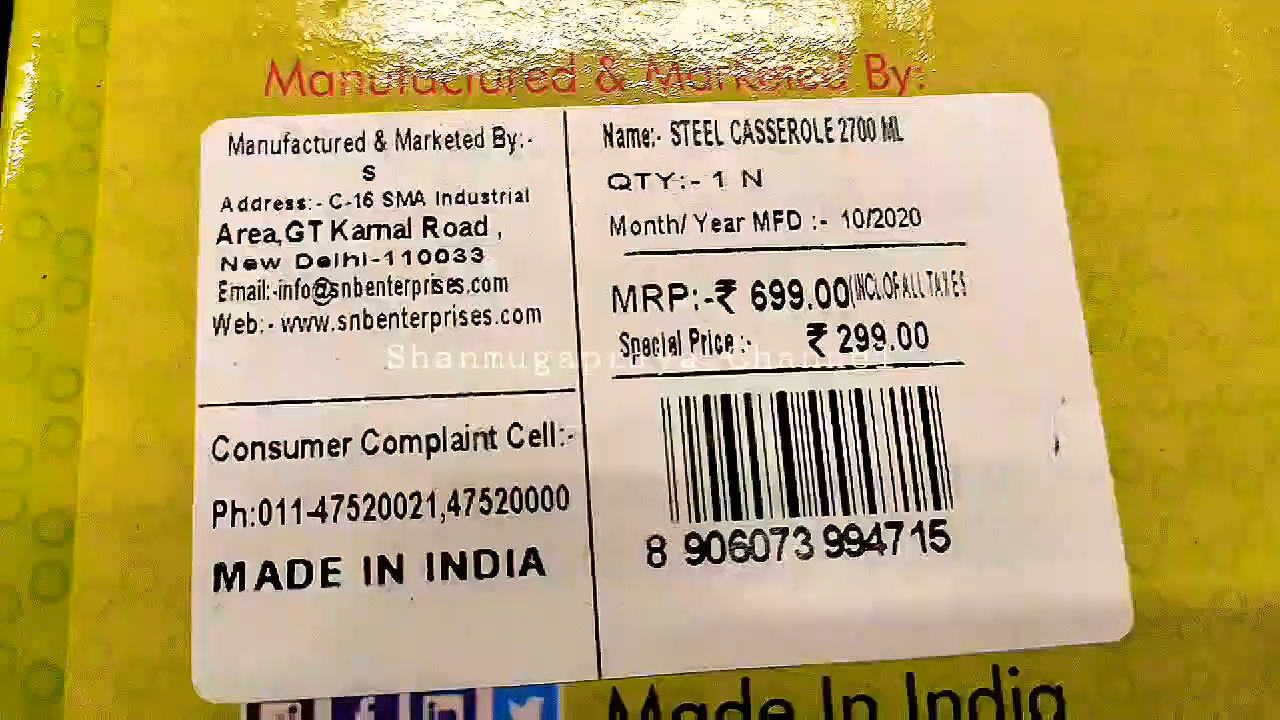 Manufactured & Marketed By:
Manufactured & Marketed By:-
S
Address:- C-16 SMA Industrial
Area,GT Karnal Road ,
New Delhi-110033
Email:-info@snbenterprises.com
Web:- www.snbenterprises.com
Consumer Complaint Cell:-
Ph:011-47520021,47520000
MADE IN INDIA
Name:- STEEL CASSEROLE 2700 ML
QTY:- 1 N
Month/ Year MFD :- 10/2020
MRP:-₹ 699.00(INCL.OF ALL TAXES
Special Price :- ₹ 299.00
8 906073 994715
Shanmugapriya Channel
Made In India